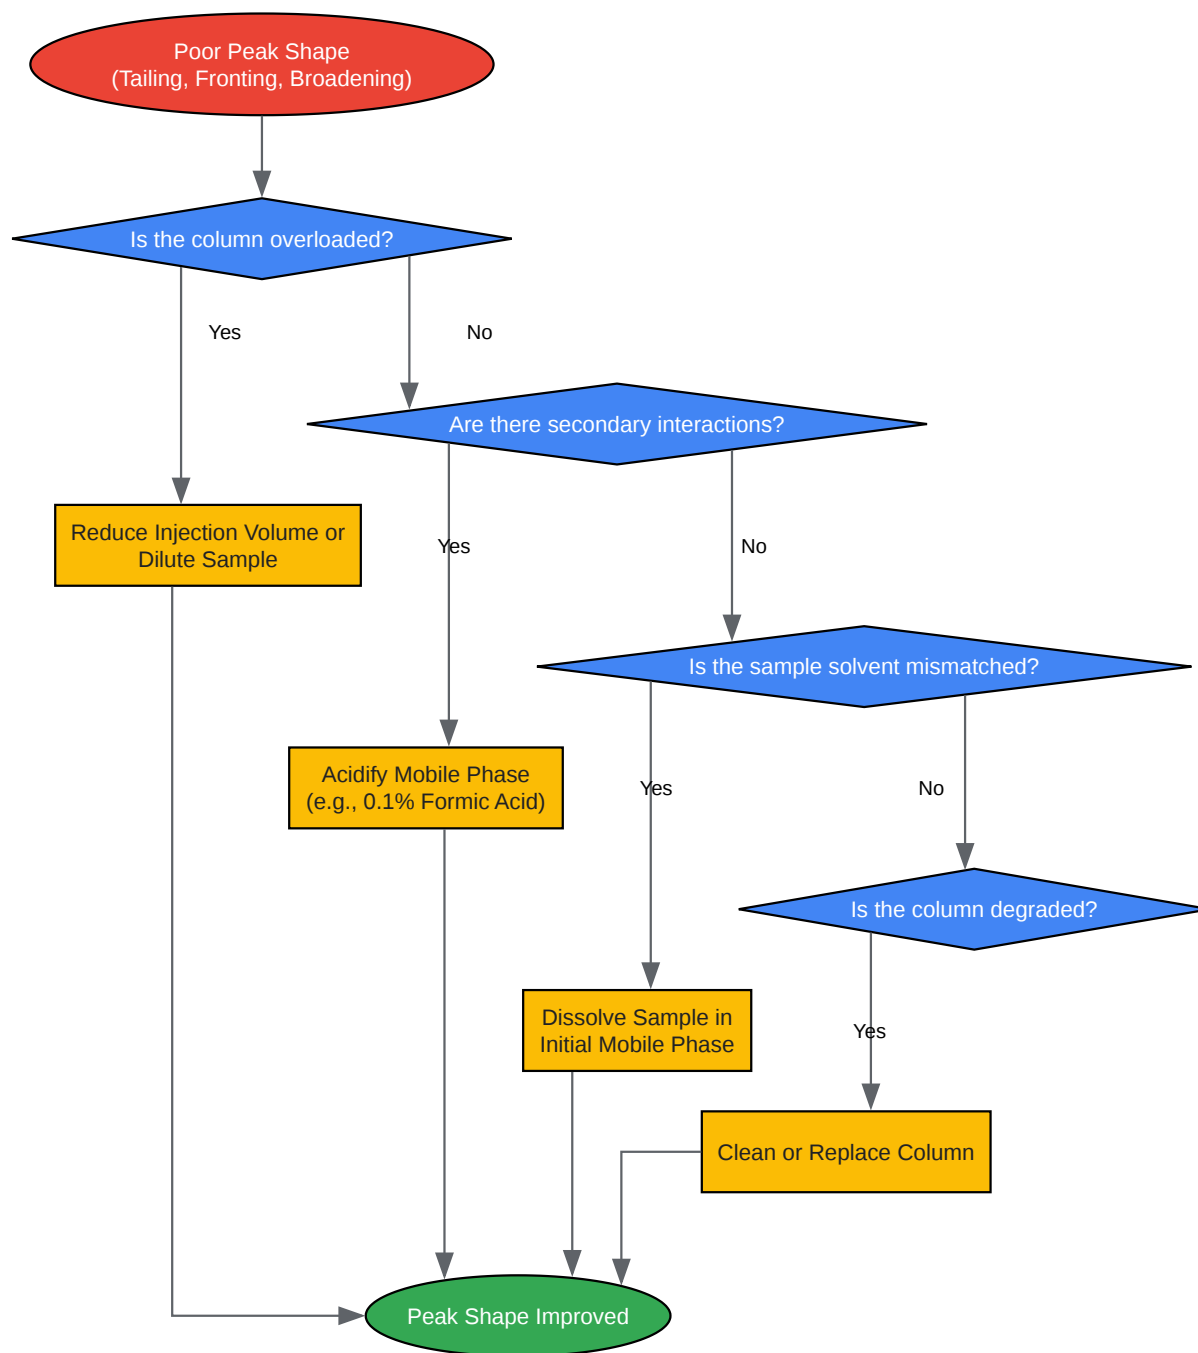 Poor Peak Shape
(Tailing, Fronting, Broadening)
Is the column overloaded?
Yes
No
Are there secondary interactions?
Reduce Injection Volume or
Dilute Sample
Yes
No
Is the sample solvent mismatched?
Acidify Mobile Phase
(e.g., 0.1% Formic Acid)
Yes
No
Is the column degraded?
Dissolve Sample in
Initial Mobile Phase
Yes
Clean or Replace Column
Peak Shape Improved